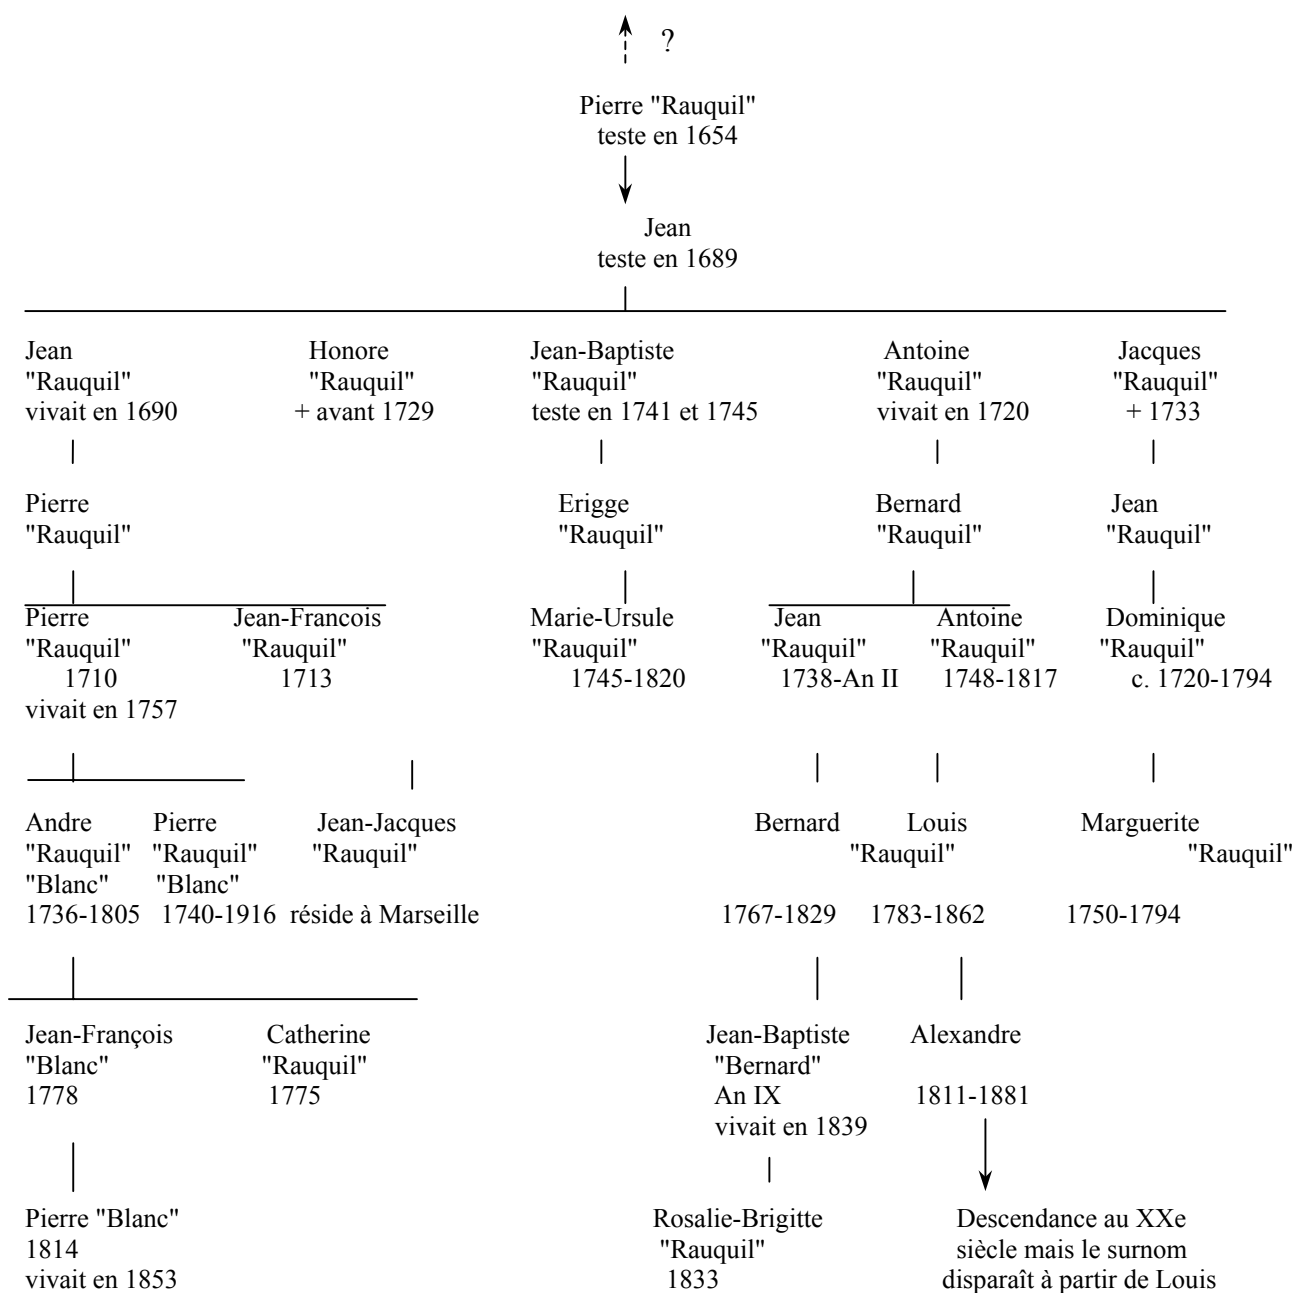 ?
Pierre "Rauquil"
teste en 1654
Jean
teste en 1689
Jean Honore Jean-Baptiste Antoine Jacques
"Rauquil" "Rauquil" "Rauquil" "Rauquil" "Rauquil"
vivait en 1690 + avant 1729 teste en 1741 et 1745 vivait en 1720 + 1733
Pierre Erigge Bernard Jean
"Rauquil" "Rauquil" "Rauquil" "Rauquil"
Pierre Jean-Francois Marie-Ursule Jean Antoine Dominique
"Rauquil" "Rauquil" "Rauquil" "Rauquil" "Rauquil" "Rauquil"
1710 1713 1745-1820 1738-An II 1748-1817 c. 1720-1794
vivait en 1757
Andre Pierre Jean-Jacques Bernard Louis Marguerite
"Rauquil" "Rauquil" "Rauquil" "Rauquil" "Rauquil"
"Blanc" "Blanc"
1736-1805 1740-1916 réside à Marseille 1767-1829 1783-1862 1750-1794
Jean-François Catherine Jean-Baptiste Alexandre
"Blanc" "Rauquil" "Bernard"
1778 1775 An IX 1811-1881
vivait en 1839
Pierre "Blanc" Rosalie-Brigitte Descendance au XXe
1814 "Rauquil" siècle mais le surnom
vivait en 1853 1833 disparaît à partir de Louis